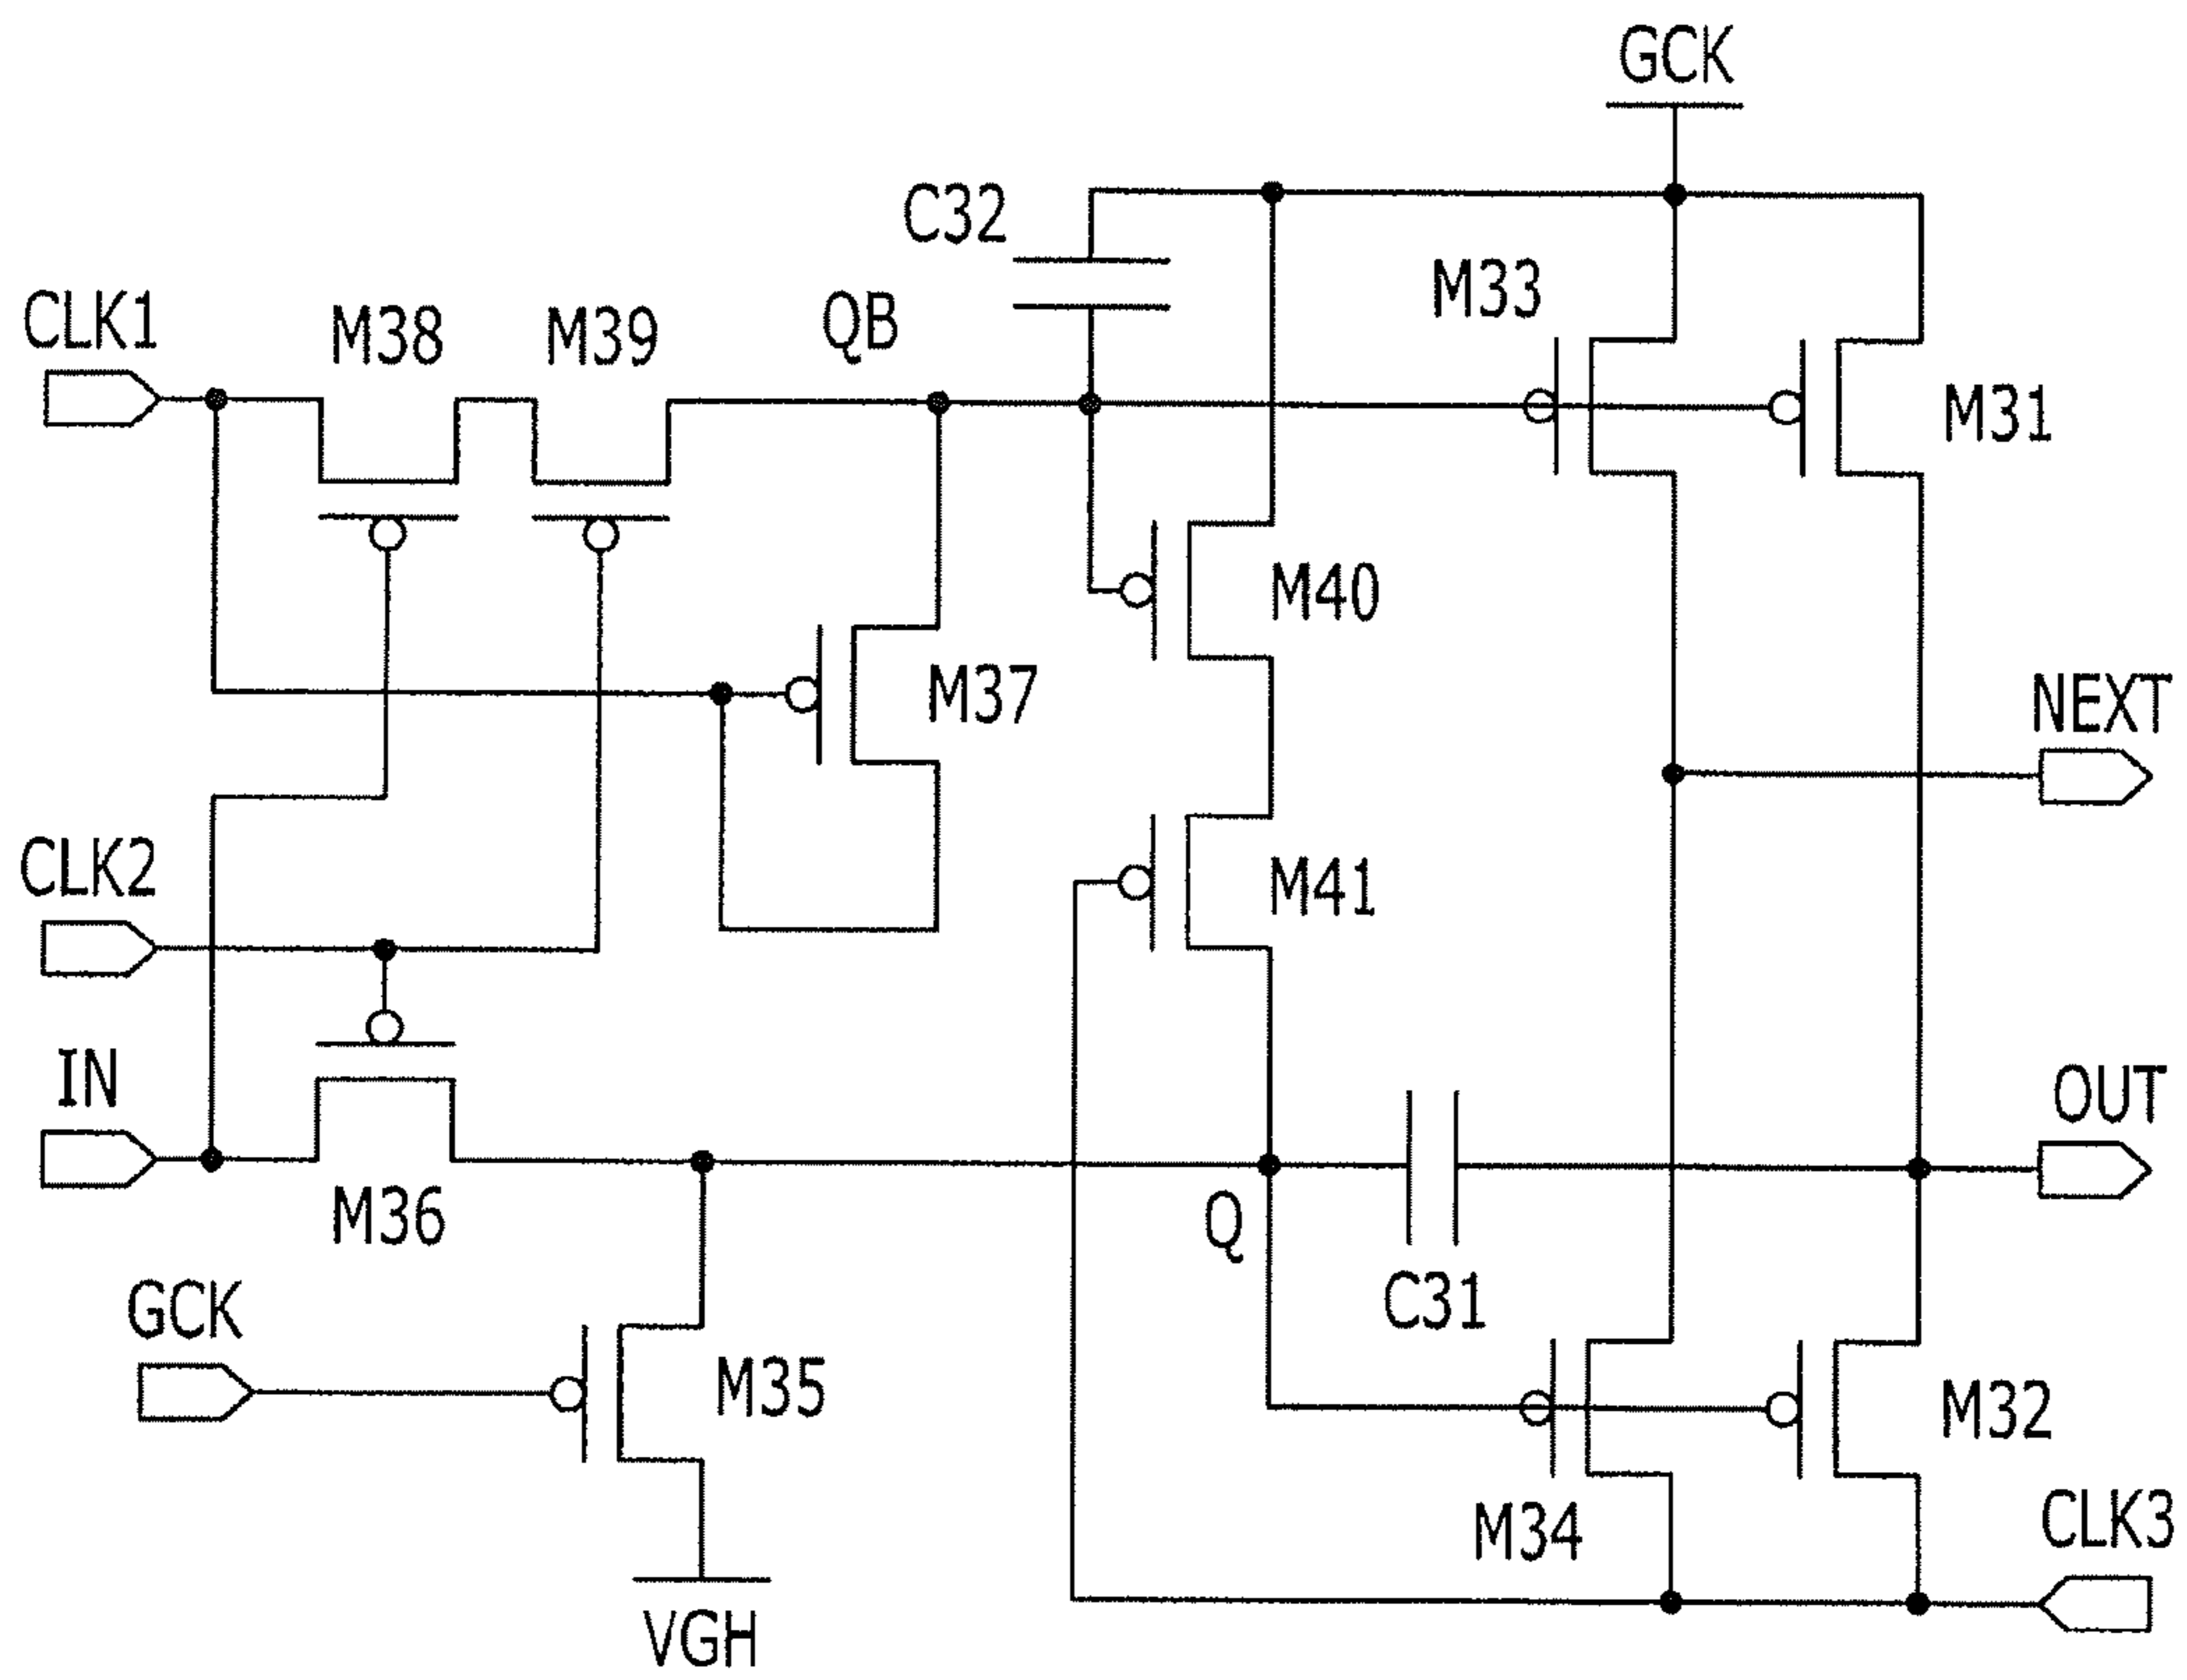 GCK
C32
M33
CLK1
M38
M39
QB
M31
M40
M37
NEXT
CLK2
M41
IN
OUT
M36
Q
C31
GCK
M35
M32
M34
CLK3
VGH